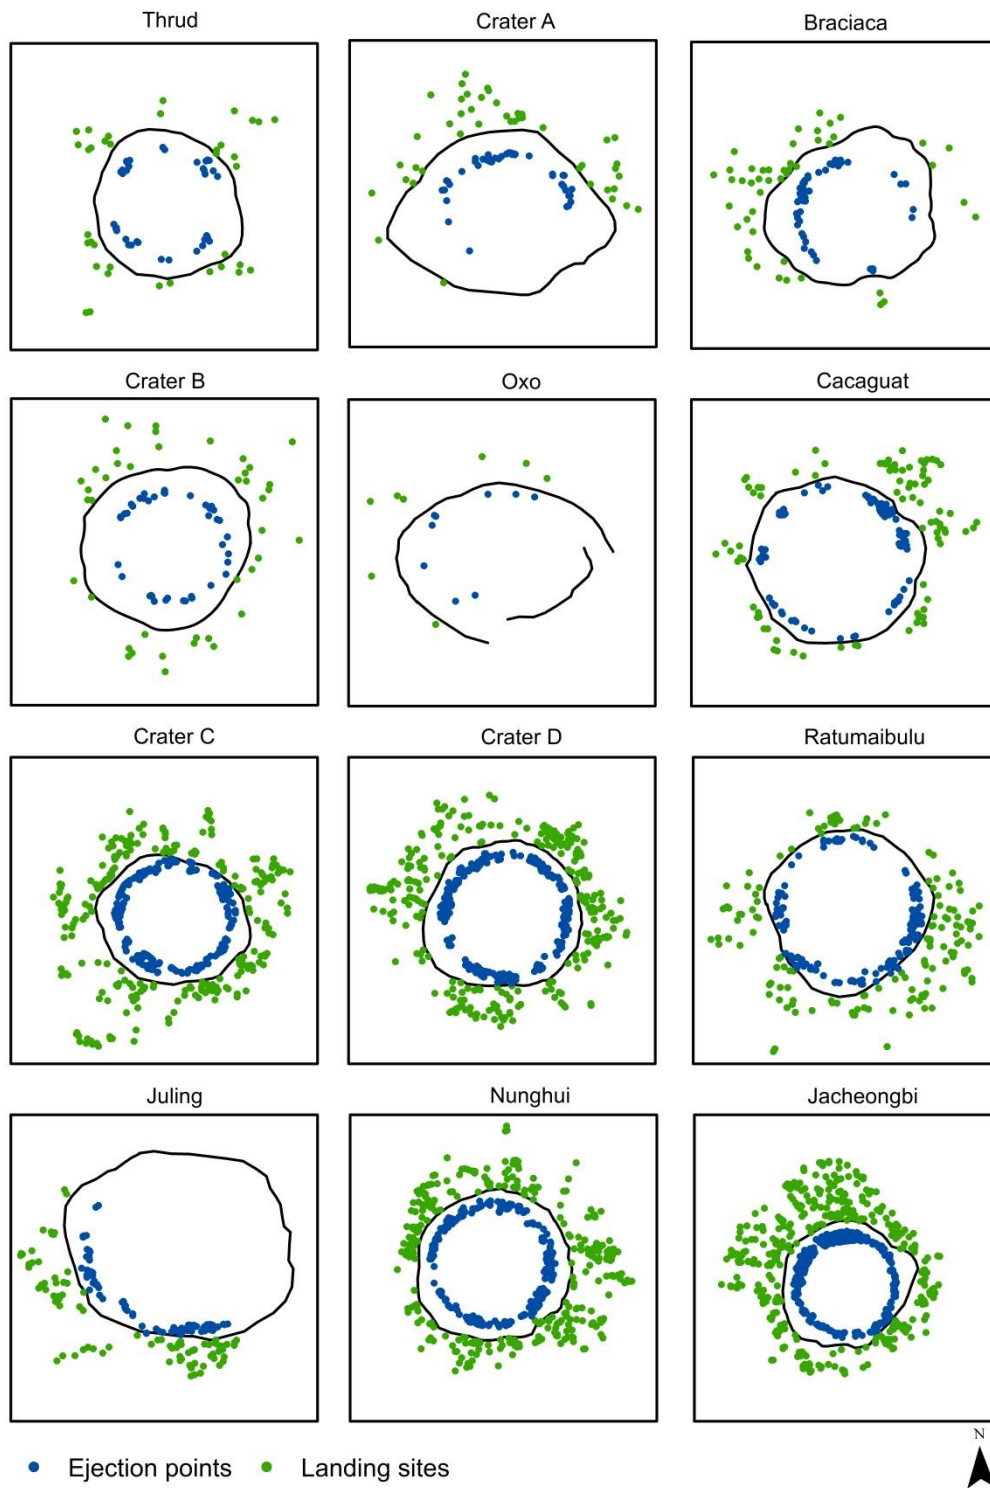 Thrud
Crater A
Braciaca
Crater B
Oxo
Cacaguat
Crater C
Crater D
Ratumaibulu
Juling
Nunghui
Jacheongbi
N
Ejection points
Landing sites